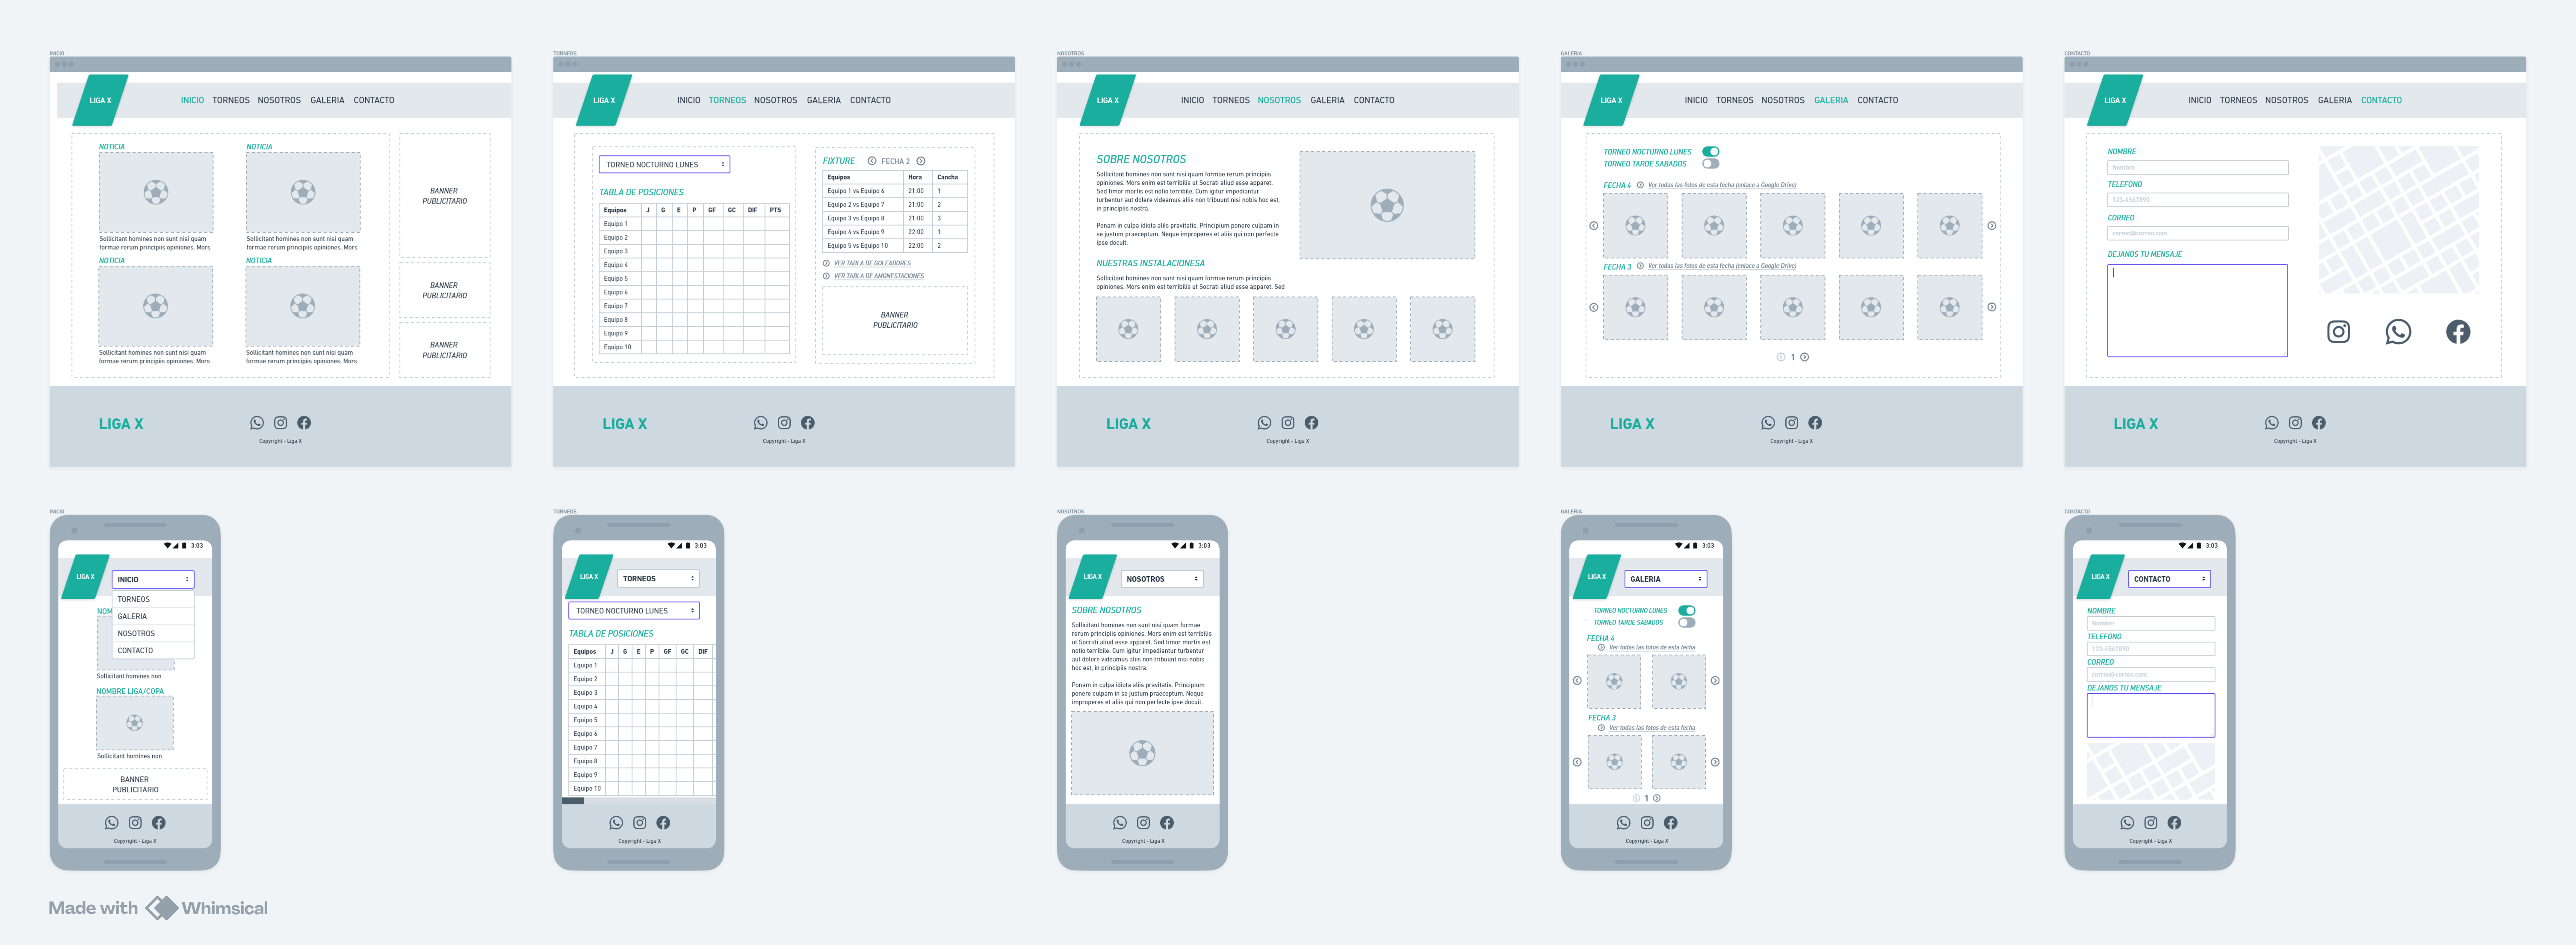 INICIO
LIGA X
INICIO TORNEOS NOSOTROS GALERIA CONTACTO
NOTICIA
NOTICIA
Sollicitant homines non sunt nisi quam
formae rerum principiis opiniones. Mors
Sollicitant homines non sunt nisi quam
formae rerum principiis opiniones. Mors
NOTICIA
NOTICIA
Sollicitant homines non sunt nisi quam
formae rerum principiis opiniones. Mors
Sollicitant homines non sunt nisi quam
formae rerum principiis opiniones. Mors
BANNER
PUBLICITARIO
BANNER
PUBLICITARIO
BANNER
PUBLICITARIO
LIGA X
Copyright - Liga X
TORNEOS
LIGA X
INICIO TORNEOS NOSOTROS GALERIA CONTACTO
TORNEO NOCTURNO LUNES
TABLA DE POSICIONES
Equipos J G E P GF GC DIF PTS
Equipo 1
Equipo 2
Equipo 3
Equipo 4
Equipo 5
Equipo 6
Equipo 7
Equipo 8
Equipo 9
Equipo 10
FIXTURE FECHA 2
Equipos Hora Cancha
Equipo 1 vs Equipo 6 21:00 1
Equipo 2 vs Equipo 7 21:00 2
Equipo 3 vs Equipo 8 21:00 3
Equipo 4 vs Equipo 9 22:00 1
Equipo 5 vs Equipo 10 22:00 2
VER TABLA DE GOLEADORES
VER TABLA DE AMONESTACIONES
BANNER
PUBLICITARIO
LIGA X
Copyright - Liga X
NOSOTROS
LIGA X
INICIO TORNEOS NOSOTROS GALERIA CONTACTO
SOBRE NOSOTROS
Sollicitant homines non sunt nisi quam formae rerum principiis
opiniones. Mors enim est terribilis ut Socrati aliud esse apparet.
Sed timor mortis est notio terribile. Cum igitur impediantur
turbentur aut dolere videamus aliis non tribuunt nisi nobis hoc est,
in principiis nostra.
Ponam in culpa idiota aliis pravitatis. Principium ponere culpam in
se justum praeceptum. Neque improperes et aliis qui non perfecte
ipse docuit.
NUESTRAS INSTALACIONESA
Sollicitant homines non sunt nisi quam formae rerum principiis
opiniones. Mors enim est terribilis ut Socrati aliud esse apparet. Sed
LIGA X
Copyright - Liga X
GALERIA
LIGA X
INICIO TORNEOS NOSOTROS GALERIA CONTACTO
TORNEO NOCTURNO LUNES
TORNEO TARDE SABADOS
FECHA 4 Ver todas las fotos de esta fecha (enlace a Google Drive)
FECHA 3 Ver todas las fotos de esta fecha (enlace a Google Drive)
1
LIGA X
Copyright - Liga X
CONTACTO
LIGA X
INICIO TORNEOS NOSOTROS GALERIA CONTACTO
NOMBRE
Nombre
TELEFONO
123-4567890
CORREO
correo@correo.com
DEJANOS TU MENSAJE
LIGA X
Copyright - Liga X
INICIO
3:03
LIGA X
INICIO
TORNEOS
GALERIA
NOSOTROS
CONTACTO
NOM
Sollicitant homines non
NOMBRE LIGA/COPA
Sollicitant homines non
BANNER
PUBLICITARIO
Copyright - Liga X
TORNEOS
3:03
LIGA X
TORNEOS
TORNEO NOCTURNO LUNES
TABLA DE POSICIONES
Equipos J G E P GF GC DIF
Equipo 1
Equipo 2
Equipo 3
Equipo 4
Equipo 5
Equipo 6
Equipo 7
Equipo 8
Equipo 9
Equipo 10
Copyright - Liga X
NOSOTROS
3:03
LIGA X
NOSOTROS
SOBRE NOSOTROS
Sollicitant homines non sunt nisi quam formae
rerum principiis opiniones. Mors enim est terribilis
ut Socrati aliud esse apparet. Sed timor mortis est
notio terribile. Cum igitur impediantur turbentur
aut dolere videamus aliis non tribuunt nisi nobis
hoc est, in principiis nostra.
Ponam in culpa idiota aliis pravitatis. Principium
ponere culpam in se justum praeceptum. Neque
improperes et aliis qui non perfecte ipse docuit.
Copyright - Liga X
GALERIA
3:03
LIGA X
GALERIA
TORNEO NOCTURNO LUNES
TORNEO TARDE SABADOS
FECHA 4
Ver todas las fotos de esta fecha
FECHA 3
Ver todas las fotos de esta fecha
1
Copyright - Liga X
CONTACTO
3:03
LIGA X
CONTACTO
NOMBRE
Nombre
TELEFONO
123-4567890
CORREO
correo@correo.com
DEJANOS TU MENSAJE
Copyright - Liga X
Made with Whimsical